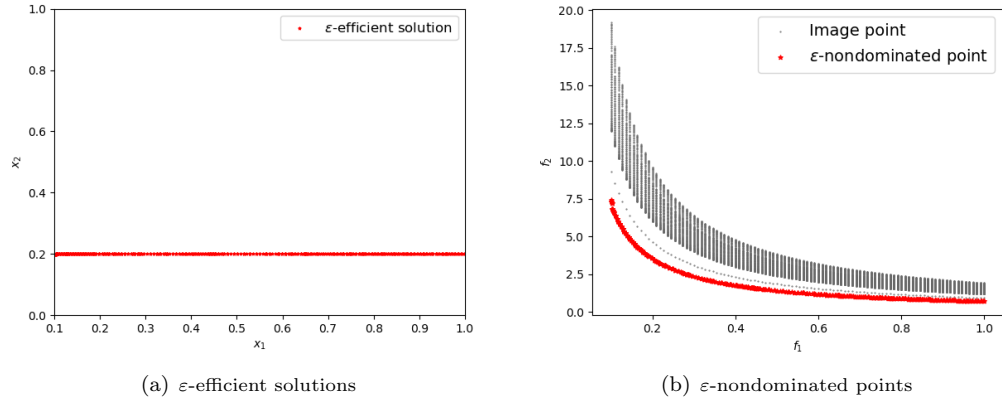 1.0
0.8
0.6
0.4
0.2
0.0
x₂
ε-efficient solution
0.1 0.2 0.3 0.4 0.5 0.6 0.7 0.8 0.9 1.0
x₁
(a) ε-efficient solutions
20.0
17.5
15.0
12.5
10.0
7.5
5.0
2.5
0.0
f₂
Image point
ε-nondominated point
0.2 0.4 0.6 0.8 1.0
f₁
(b) ε-nondominated points